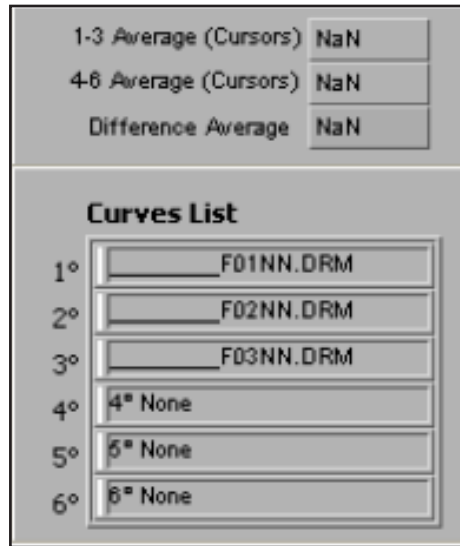 1-3 Average (Cursors) NaN
4-6 Average (Cursors) NaN
Difference Average NaN
Curves List
1° ________F01NN.DRM
2° ________F02NN.DRM
3° ________F03NN.DRM
4° 4° None
5° 5° None
6° 6° None